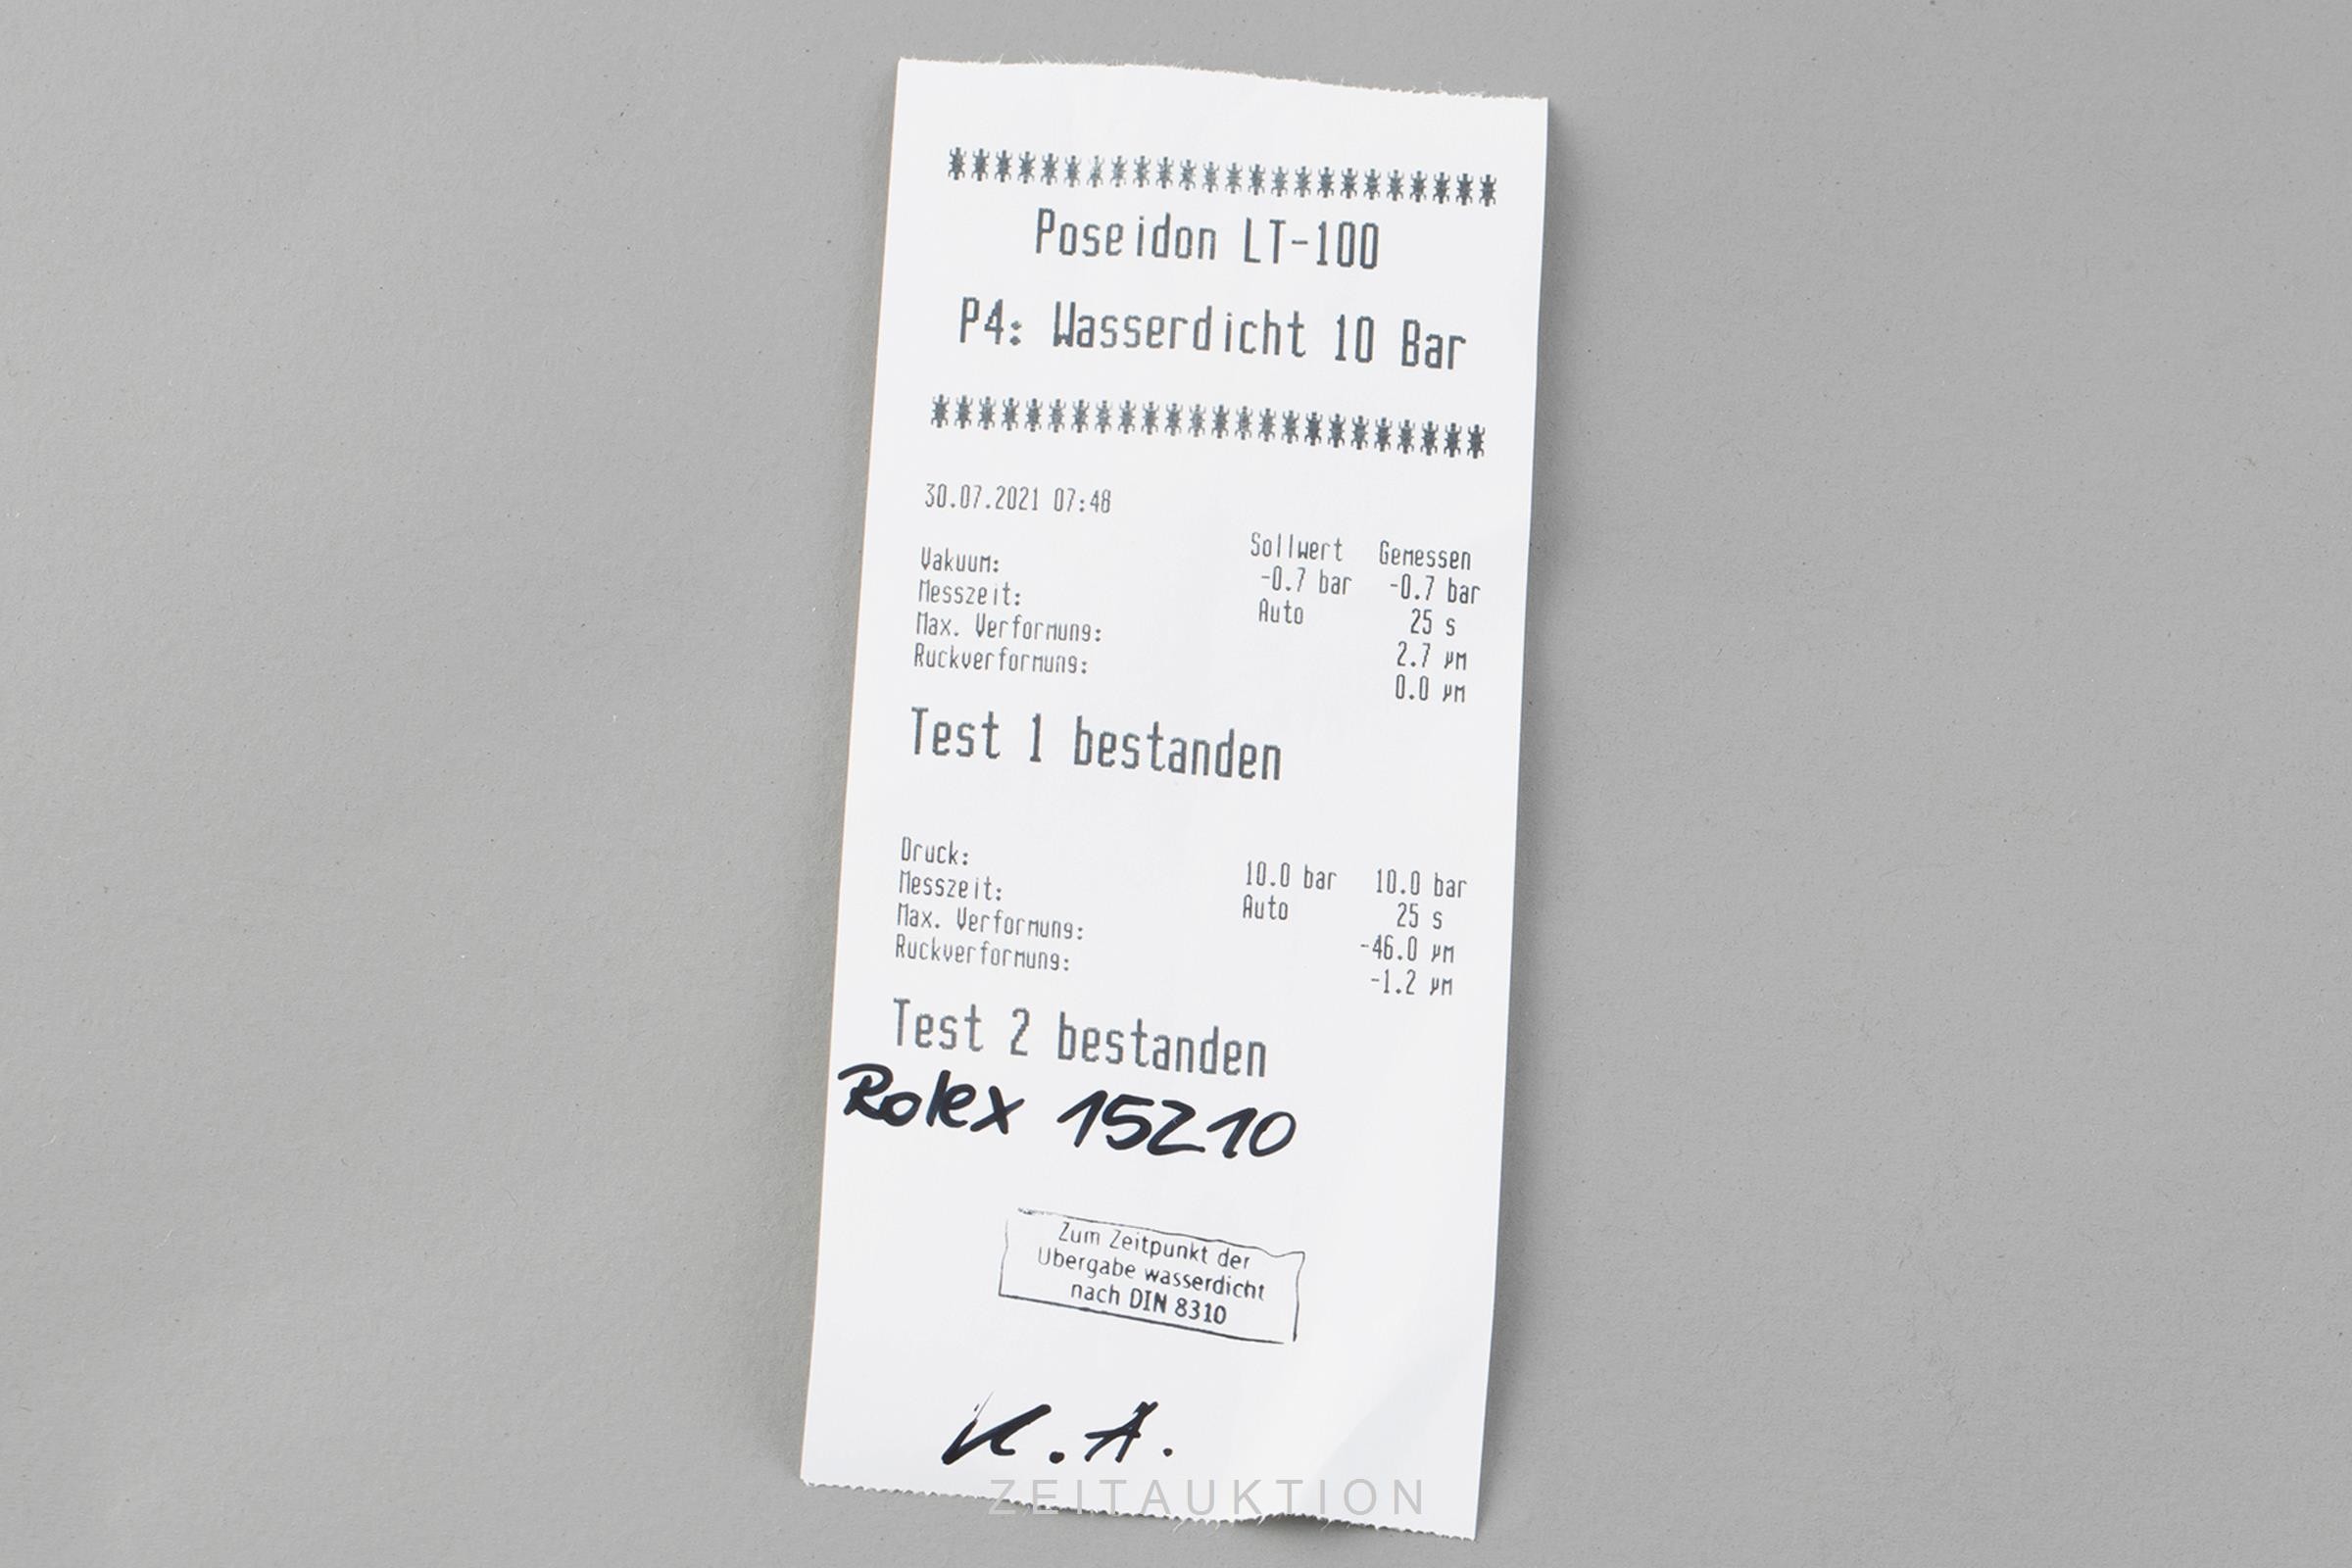 ************************
Poseidon LT-100
P4: Wasserdicht 10 Bar
************************
30.07.2021 07:48
Sollwert Gemessen
Vakuum: -0.7 bar -0.7 bar
Messzeit: Auto 25 s
Max. Verformung: 2.7 µm
Ruckverformung: 0.0 µm
Test 1 bestanden
Druck: 10.0 bar 10.0 bar
Messzeit: Auto 25 s
Max. Verformung: -46.0 µm
Ruckverformung: -1.2 µm
Test 2 bestanden
Rolex 15210
Zum Zeitpunkt der
Übergabe wasserdicht
nach DIN 8310
K.A.
ZEITAUKTION